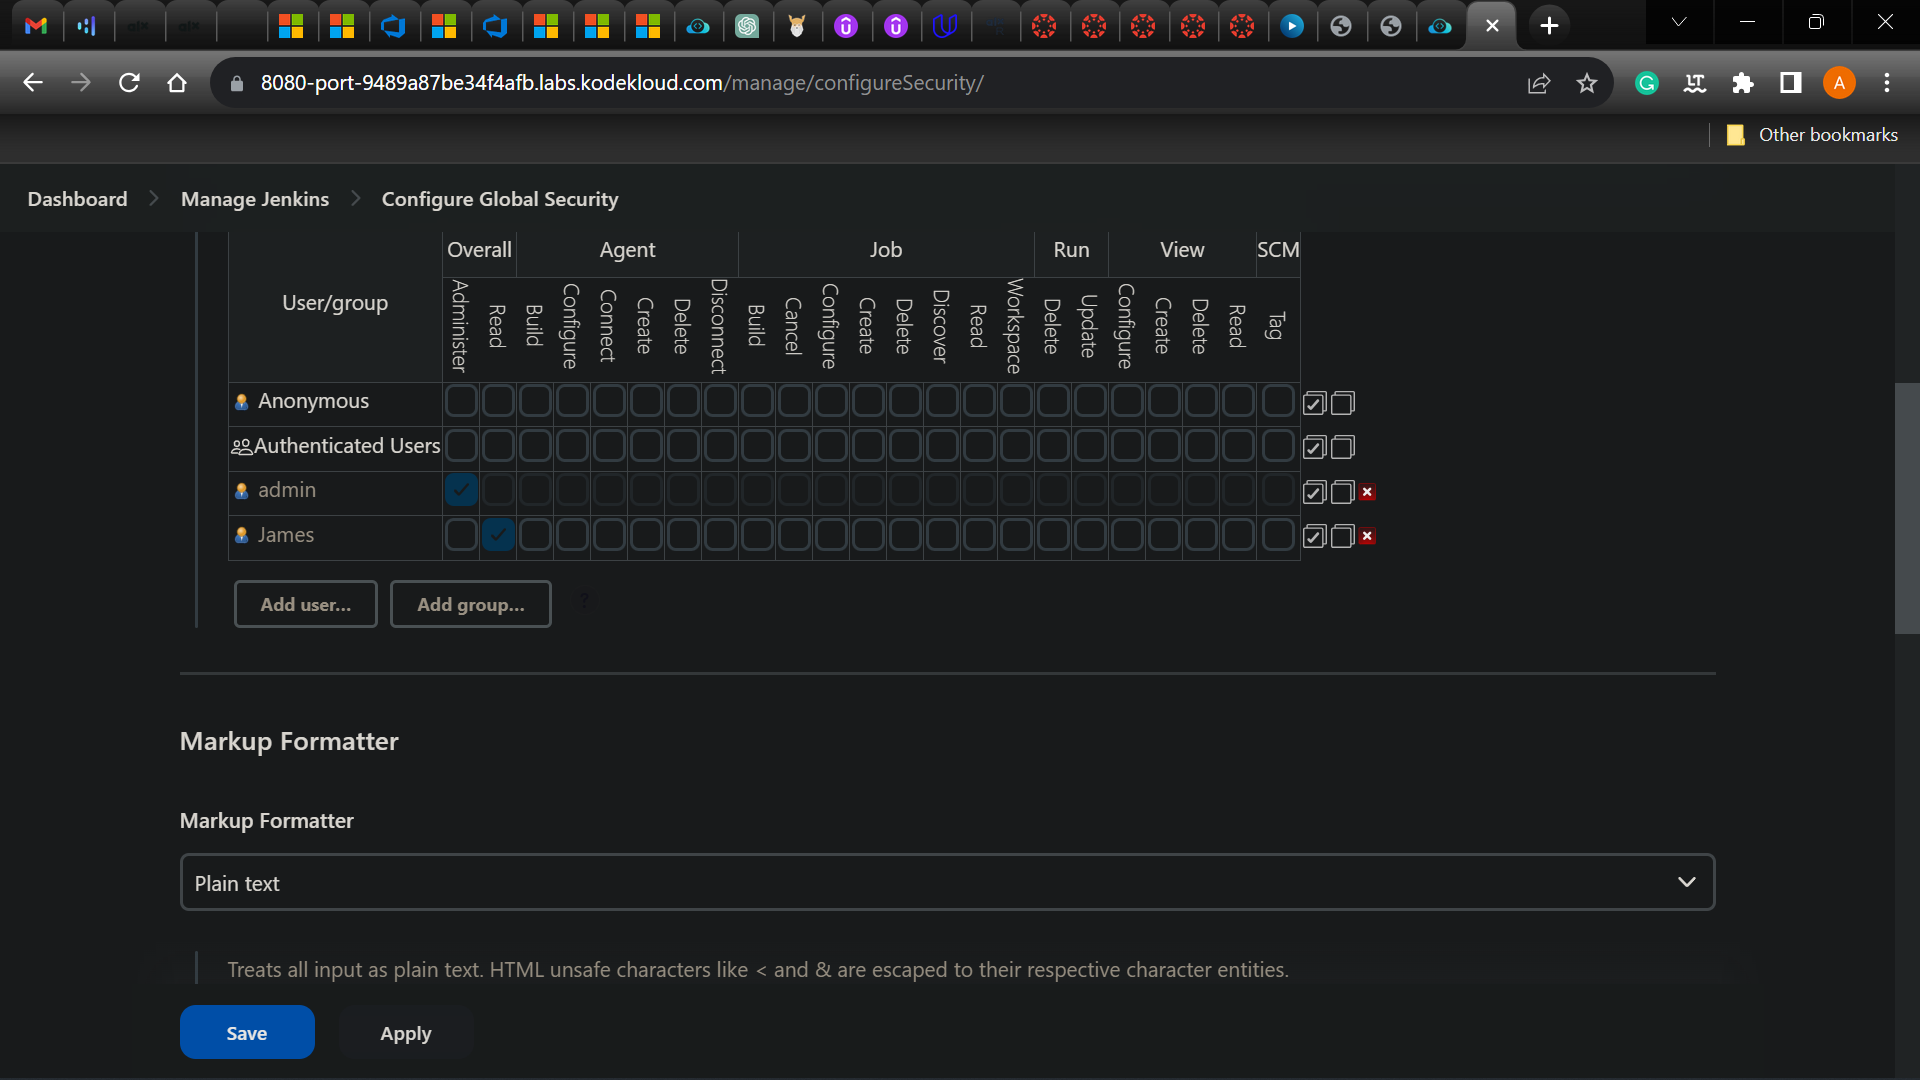 8080-port-9489a87be34f4afb.labs.kodekloud.com/manage/configureSecurity/
A
Other bookmarks
Dashboard
Manage Jenkins
Configure Global Security
User/group
Overall
Agent
Job
Run
View
SCM
Administer
Read
Build
Configure
Connect
Create
Delete
Disconnect
Build
Cancel
Configure
Create
Delete
Discover
Read
Workspace
Delete
Update
Configure
Create
Delete
Read
Tag
Anonymous
Authenticated Users
admin
James
Add user...
Add group...
?
Markup Formatter
Markup Formatter
Plain text
Treats all input as plain text. HTML unsafe characters like < and & are escaped to their respective character entities.
Save
Apply